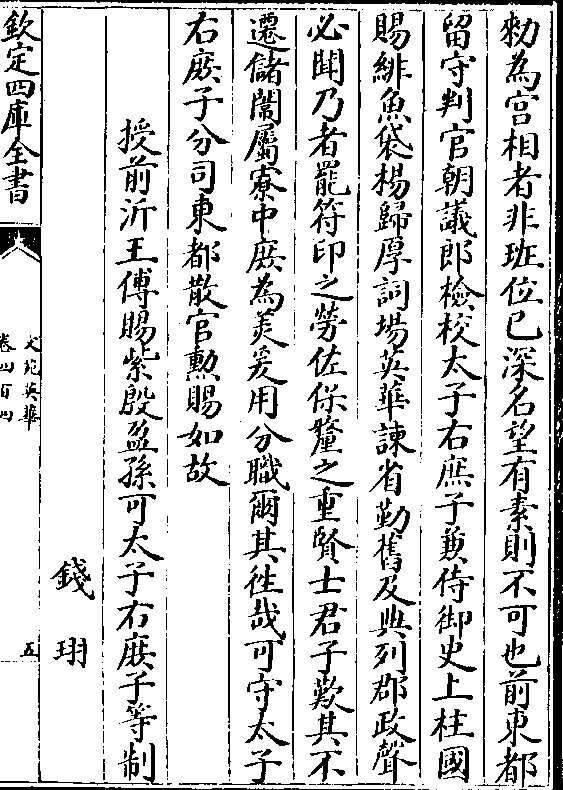 勅為宫相者非班位已深名望有素則不可也前東都
留守判官朝議郎檢校太子右庶子兼侍御史上柱國
賜緋魚袋楊歸厚詞塲英華諫省勤舊及典列郡政聲
必聞乃者罷符印之勞佐保釐之重賢士君子歎其不
遷儲闈屬寮中庶為美爰用分職爾其往哉可守太子
右庶子分司東都散官勲賜如故
授前沂王傅賜紫殷盈孫可太子右庶子等制
錢珝
欽定四庫全書
文苑英華
卷四百四
五